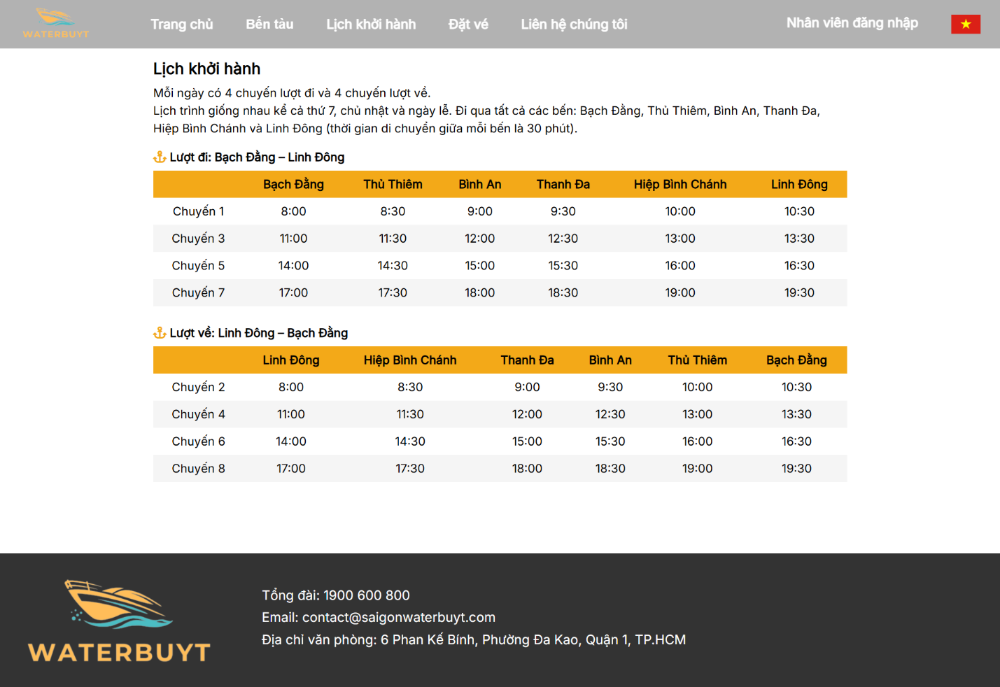 WATERBUYT
Trang chủ Bến tàu Lịch khởi hành Đặt vé Liên hệ chúng tôi Nhân viên đăng nhập
Lịch khởi hành
Mỗi ngày có 4 chuyến lượt đi và 4 chuyến lượt về.
Lịch trình giống nhau kể cả thứ 7, chủ nhật và ngày lễ. Đi qua tất cả các bến: Bạch Đằng, Thủ Thiêm, Bình An, Thanh Đa,
Hiệp Bình Chánh và Linh Đông (thời gian di chuyển giữa mỗi bến là 30 phút).
Lượt đi: Bạch Đằng – Linh Đông
Bạch Đằng Thủ Thiêm Bình An Thanh Đa Hiệp Bình Chánh Linh Đông
Chuyến 1 8:00 8:30 9:00 9:30 10:00 10:30
Chuyến 3 11:00 11:30 12:00 12:30 13:00 13:30
Chuyến 5 14:00 14:30 15:00 15:30 16:00 16:30
Chuyến 7 17:00 17:30 18:00 18:30 19:00 19:30
Lượt về: Linh Đông – Bạch Đằng
Linh Đông Hiệp Bình Chánh Thanh Đa Bình An Thủ Thiêm Bạch Đằng
Chuyến 2 8:00 8:30 9:00 9:30 10:00 10:30
Chuyến 4 11:00 11:30 12:00 12:30 13:00 13:30
Chuyến 6 14:00 14:30 15:00 15:30 16:00 16:30
Chuyến 8 17:00 17:30 18:00 18:30 19:00 19:30
WATERBUYT
Tổng đài: 1900 600 800
Email: contact@saigonwaterbuyt.com
Địa chỉ văn phòng: 6 Phan Kế Bính, Phường Đa Kao, Quận 1, TP.HCM